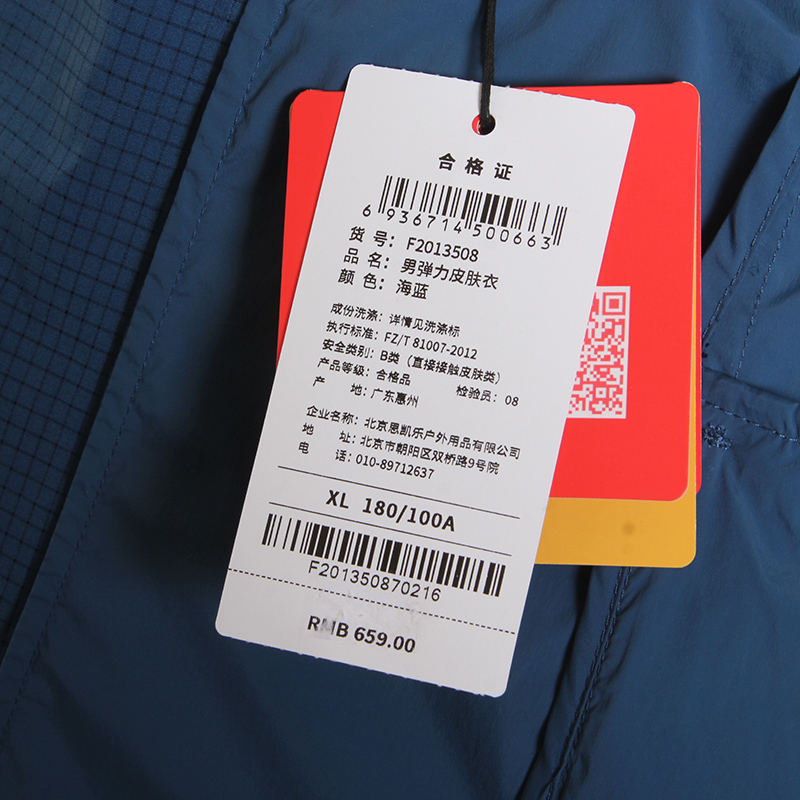 合格证
6 936714 500663
货 号: F2013508
品 名: 男弹力皮肤衣
颜 色: 海蓝
成份洗涤: 详情见洗涤标
执行标准: FZ/T 81007-2012
安全类别: B类 (直接接触皮肤类)
产品等级: 合格品 检验员: 08
产 地: 广东惠州
企业名称: 北京恩凯乐户外用品有限公司
地 址: 北京市朝阳区双桥路9号院
电 话: 010-89712637
XL 180/100A
F201350870216
RMB 659.00